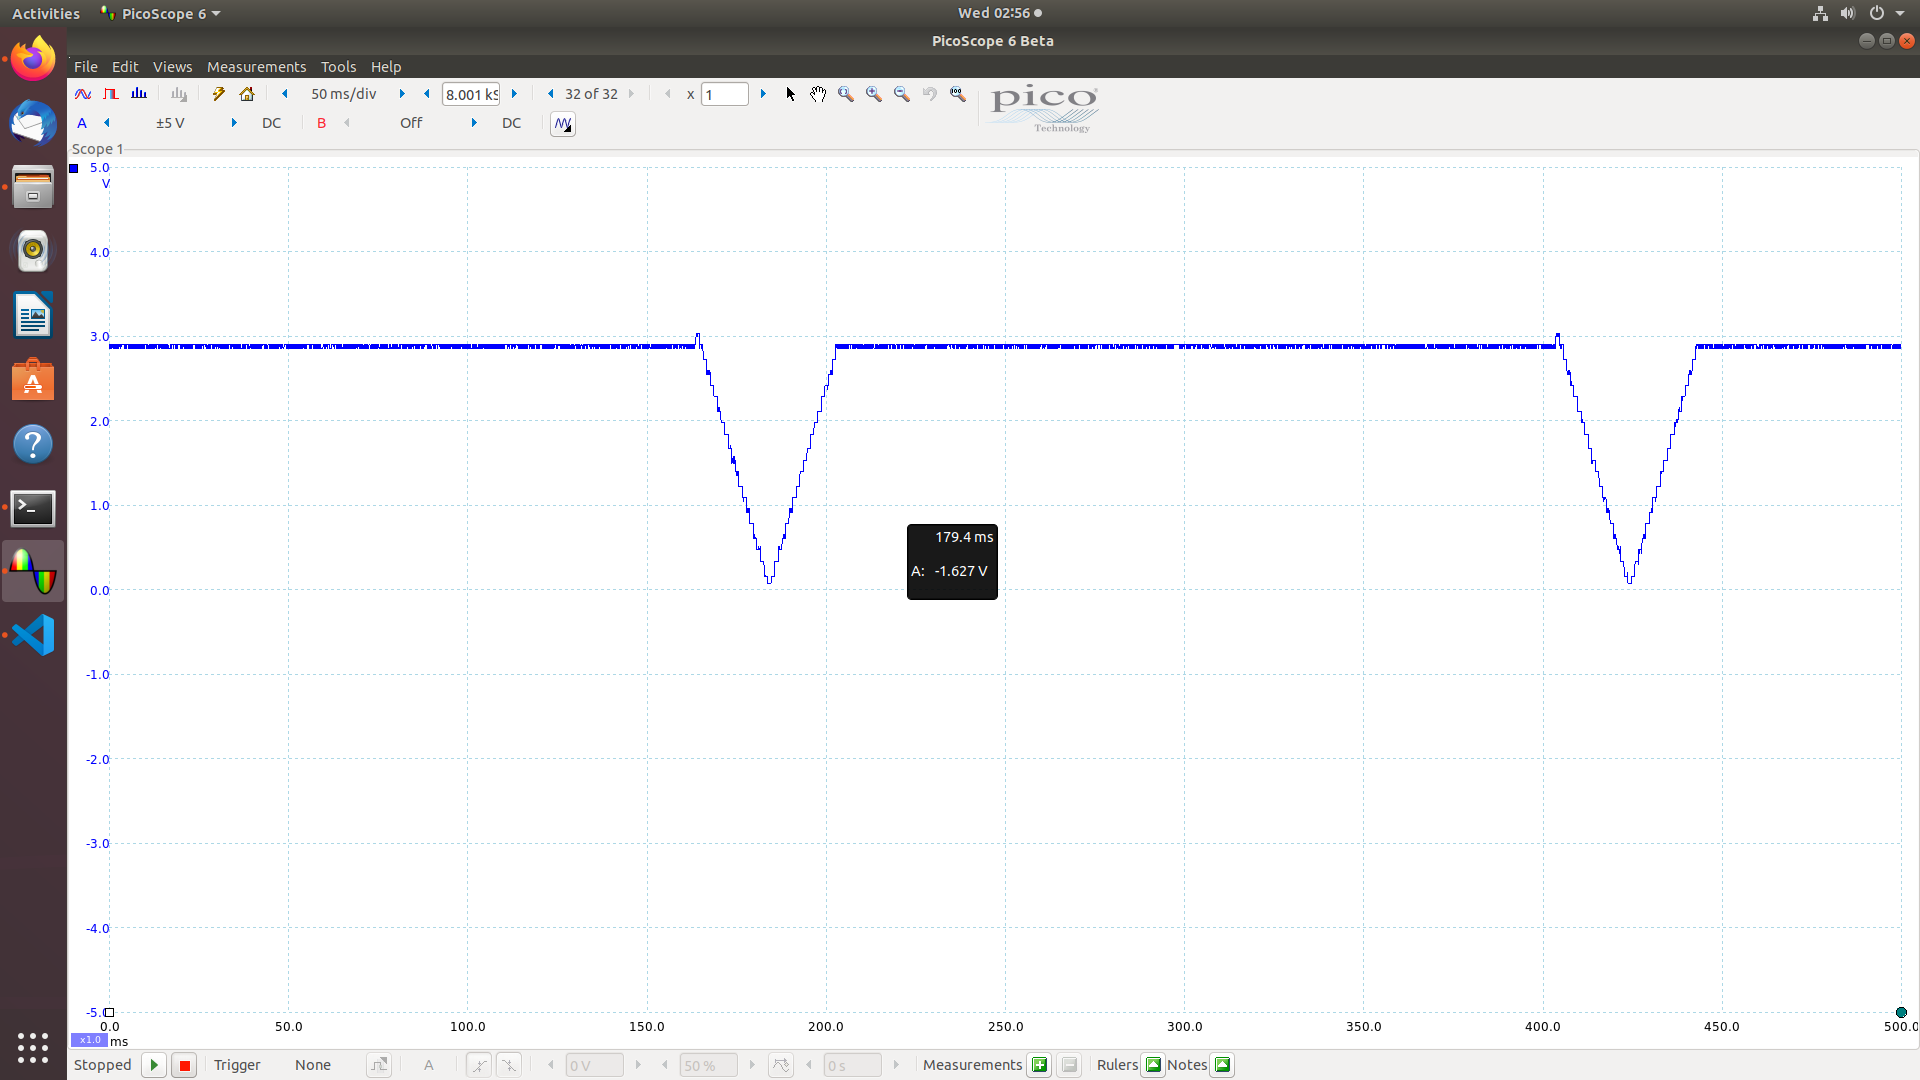 Activities PicoScope 6 Wed 02:56
PicoScope 6 Beta
File Edit Views Measurements Tools Help
50 ms/div 8.001 kS 32 of 32 x 1
pico
Technology
A ±5 V DC B Off DC
Scope 1
5.0
V
4.0
3.0
2.0
1.0
179.4 ms
A: -1.627 V
0.0
-1.0
-2.0
-3.0
-4.0
-5.0
0.0 50.0 100.0 150.0 200.0 250.0 300.0 350.0 400.0 450.0 500.0
x1.0 ms
Stopped Trigger None A 0 V 50 % 0 s Measurements Rulers Notes